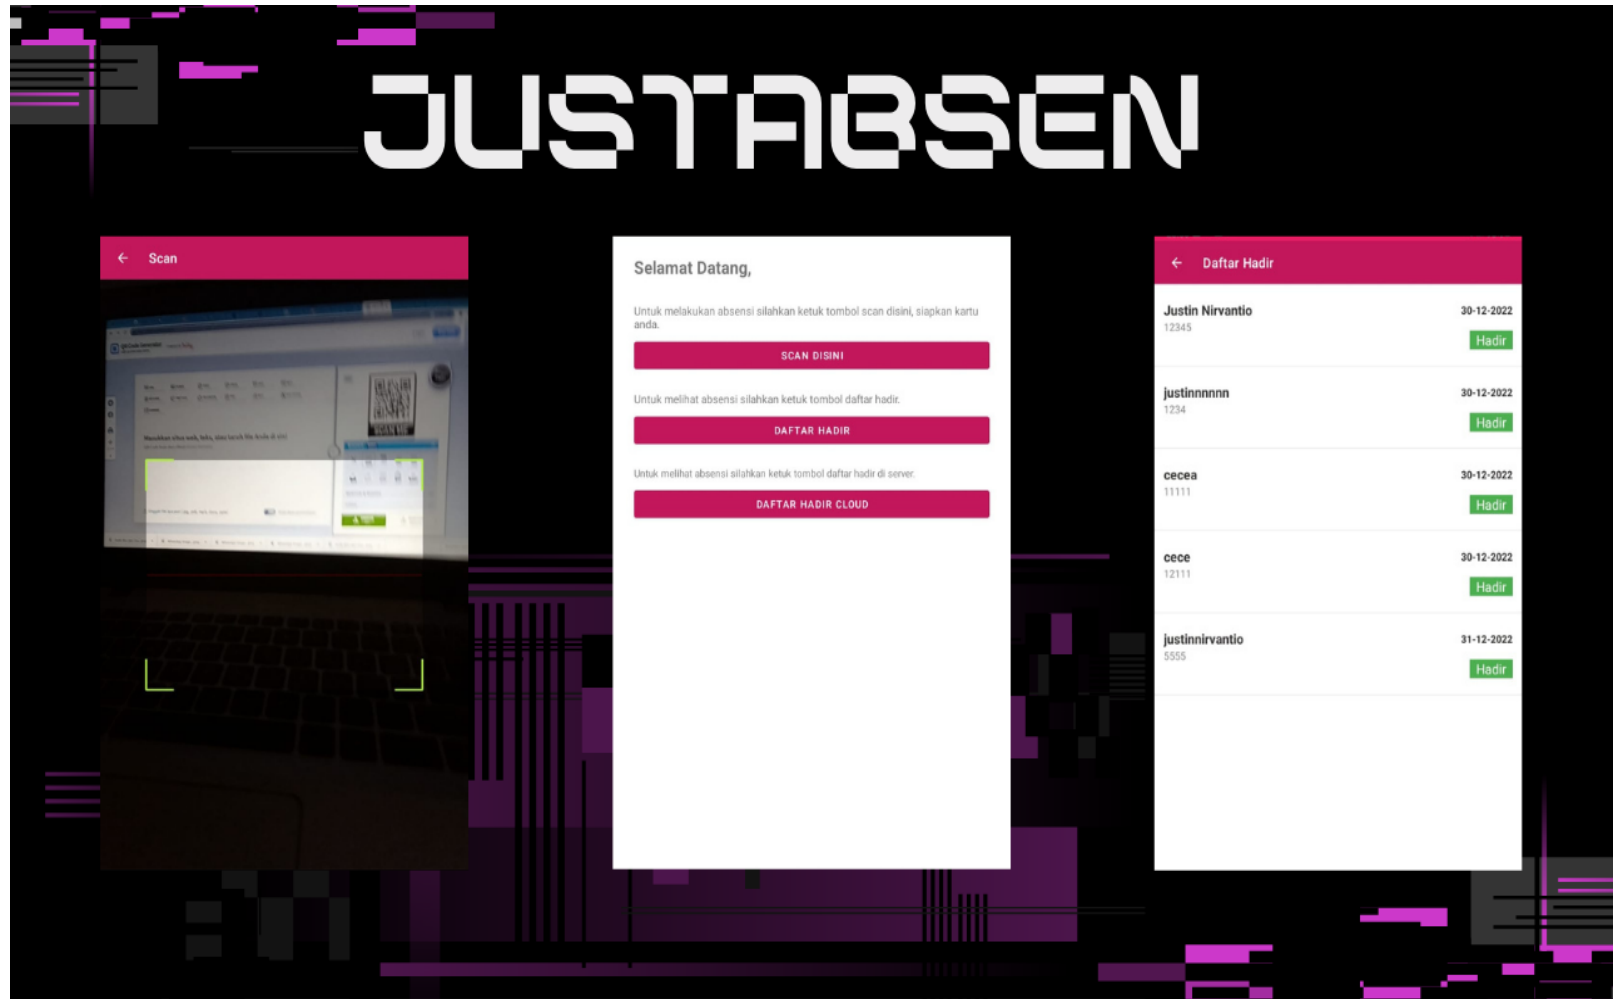 JUSTABSEN
Scan
SCAN ME
Selamat Datang,
Untuk melakukan absensi silahkan ketuk tombol scan disini, siapkan kartu
anda.
SCAN DISINI
Untuk melihat absensi silahkan ketuk tombol daftar hadir.
DAFTAR HADIR
Untuk melihat absensi silahkan ketuk tombol daftar hadir di server.
DAFTAR HADIR CLOUD
Daftar Hadir
Justin Nirvantio 30-12-2022
12345
Hadir
justinnnnnn 30-12-2022
1234
Hadir
cecea 30-12-2022
11111
Hadir
cece 30-12-2022
12111
Hadir
justinnirvantio 31-12-2022
5555
Hadir